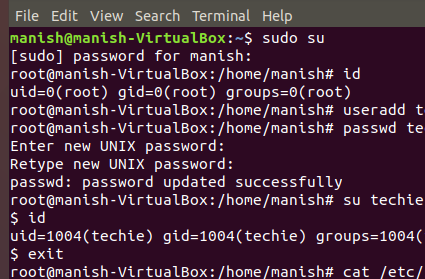 File Edit View Search Terminal Help
manish@manish-VirtualBox:~$ sudo su
[sudo] password for manish:
root@manish-VirtualBox:/home/manish# id
uid=0(root) gid=0(root) groups=0(root)
root@manish-VirtualBox:/home/manish# useradd te
root@manish-VirtualBox:/home/manish# passwd tec
Enter new UNIX password:
Retype new UNIX password:
passwd: password updated successfully
root@manish-VirtualBox:/home/manish# su techie
$ id
uid=1004(techie) gid=1004(techie) groups=1004(
$ exit
root@manish-VirtualBox:/home/manish# cat /etc/